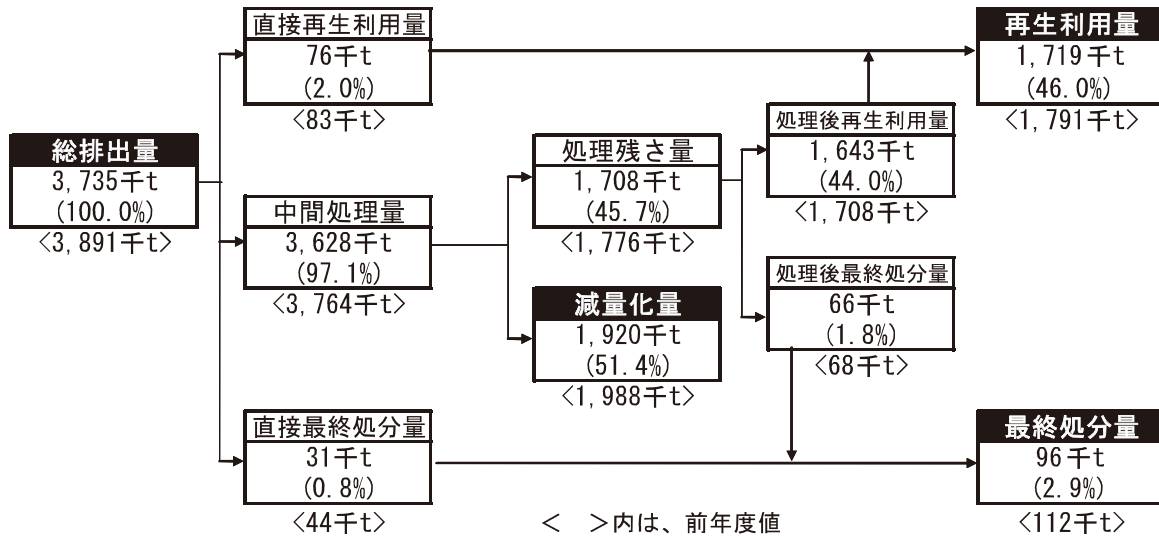 直接再生利用量
76千t
(2.0%)
<83千t>
再生利用量
1,719千t
(46.0%)
<1,791千t>
総排出量
3,735千t
(100.0%)
<3,891千t>
中間処理量
3,628千t
(97.1%)
<3,764千t>
処理残さ量
1,708千t
(45.7%)
<1,776千t>
処理後再生利用量
1,643千t
(44.0%)
<1,708千t>
減量化量
1,920千t
(51.4%)
<1,988千t>
処理後最終処分量
66千t
(1.8%)
<68千t>
直接最終処分量
31千t
(0.8%)
<44千t>
最終処分量
96千t
(2.9%)
<112千t>
<　>内は、前年度値